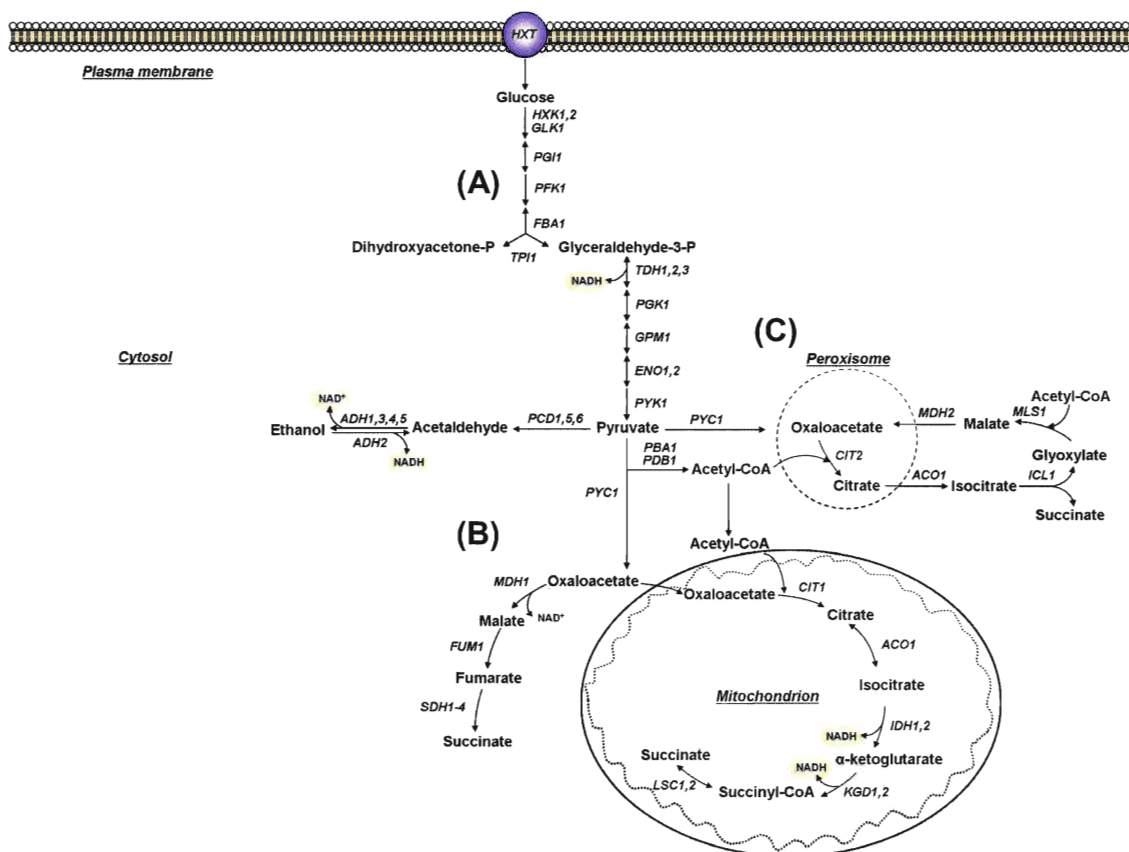 HXT
Plasma membrane
Glucose
HXK1,2
GLK1
PGI1
(A)
PFK1
FBA1
Dihydroxyacetone-P
Glyceraldehyde-3-P
TPI1
NADH
TDH1,2,3
PGK1
GPM1
(C)
Cytosol
Peroxisome
ENO1,2
NAD⁺
PYK1
Acetyl-CoA
ADH1,3,4,5
Ethanol
ADH2
Acetaldehyde
PCD1,5,6
Pyruvate
PYC1
Oxaloacetate
MDH2
Malate
MLS1
NADH
PBA1
PDB1
Acetyl-CoA
CIT2
Glyoxylate
PYC1
Citrate
ACO1
Isocitrate
ICL1
Succinate
(B)
Acetyl-CoA
MDH1
Oxaloacetate
Oxaloacetate
CIT1
Malate
NAD⁺
Citrate
FUM1
ACO1
Fumarate
Isocitrate
Mitochondrion
SDH1-4
IDH1,2
NADH
Succinate
Succinate
NADH
α-ketoglutarate
LSC1,2
Succinyl-CoA
KGD1,2